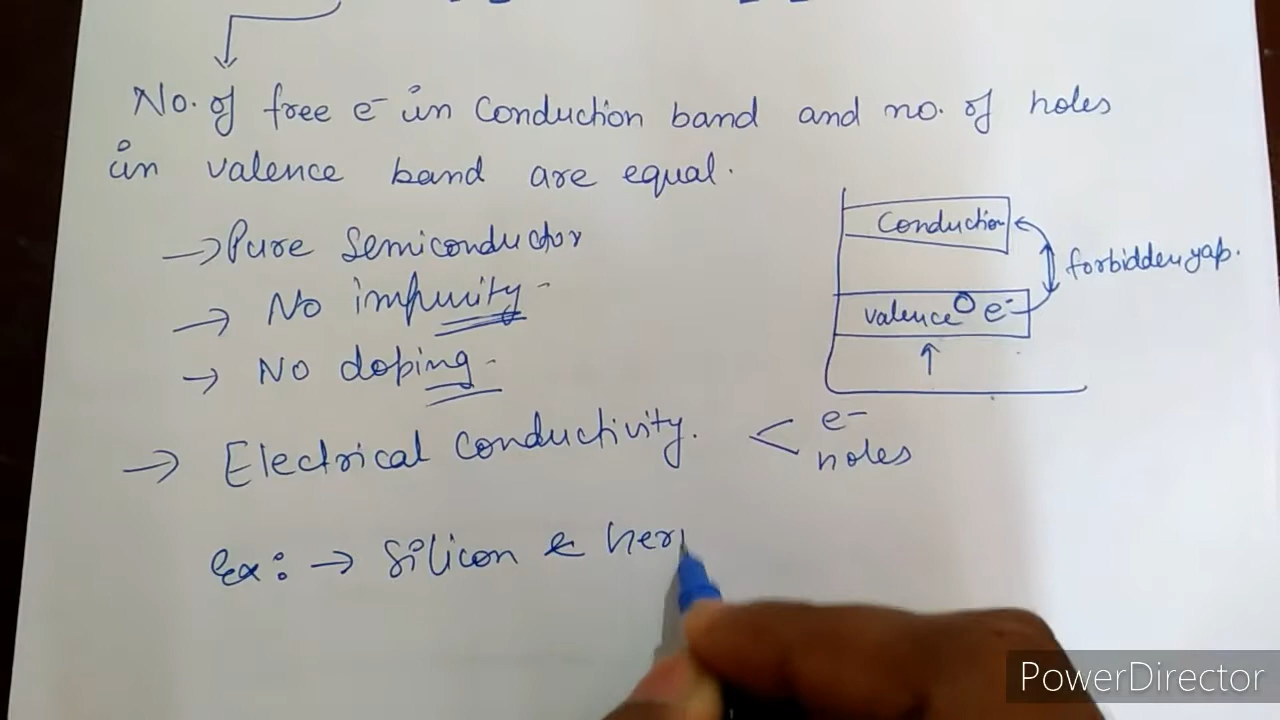 No. of free e⁻ in Conduction band and no. of holes
in valence band are equal.
→ Pure Semiconductor
→ No impurity -
→ No doping -
→ Electrical conductivity. < e⁻
holes
Ex: → Silicon & Ger
Conduction
forbidden gap.
valence e⁻
PowerDirector